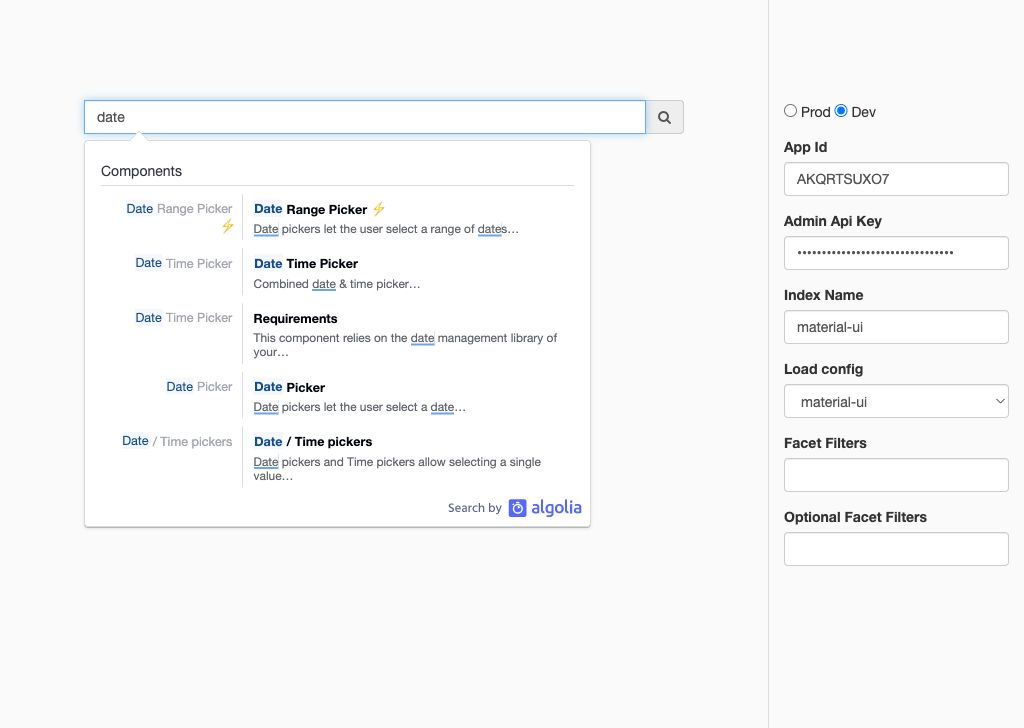 date
Components
Date Range Picker ⚡
Date Range Picker ⚡
Date pickers let the user select a range of dates…
Date Time Picker
Date Time Picker
Combined date & time picker…
Date Time Picker
Requirements
This component relies on the date management library of
your…
Date Picker
Date Picker
Date pickers let the user select a date…
Date / Time pickers
Date / Time pickers
Date pickers and Time pickers allow selecting a single
value…
Search by algolia
Prod Dev
App Id
AKQRTSUXO7
Admin Api Key
••••••••••••••••••••••••••••••••
Index Name
material-ui
Load config
material-ui
Facet Filters
Optional Facet Filters